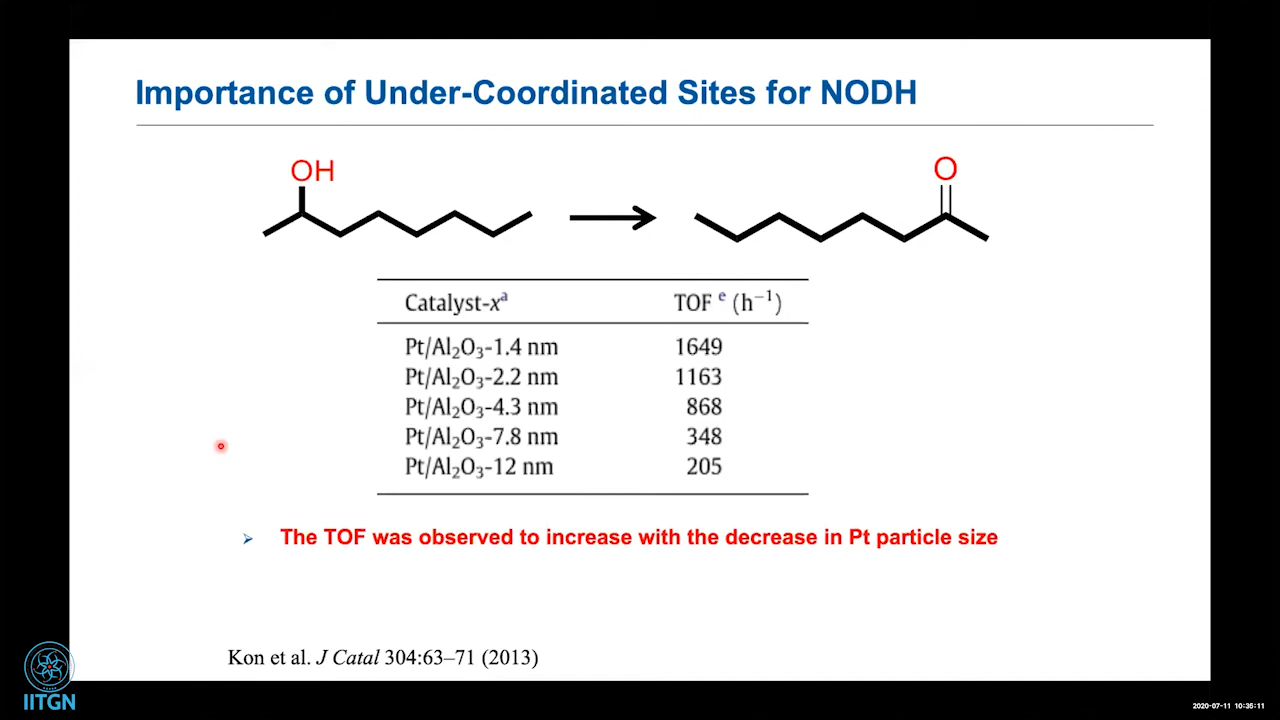 Importance of Under-Coordinated Sites for NODH
OH
O
Catalyst-xᵃ TOF ᵉ (h⁻¹)
Pt/Al₂O₃-1.4 nm 1649
Pt/Al₂O₃-2.2 nm 1163
Pt/Al₂O₃-4.3 nm 868
Pt/Al₂O₃-7.8 nm 348
Pt/Al₂O₃-12 nm 205
➢ The TOF was observed to increase with the decrease in Pt particle size
Kon et al. J Catal 304:63–71 (2013)
IITGN
2020-07-11 10:35:11